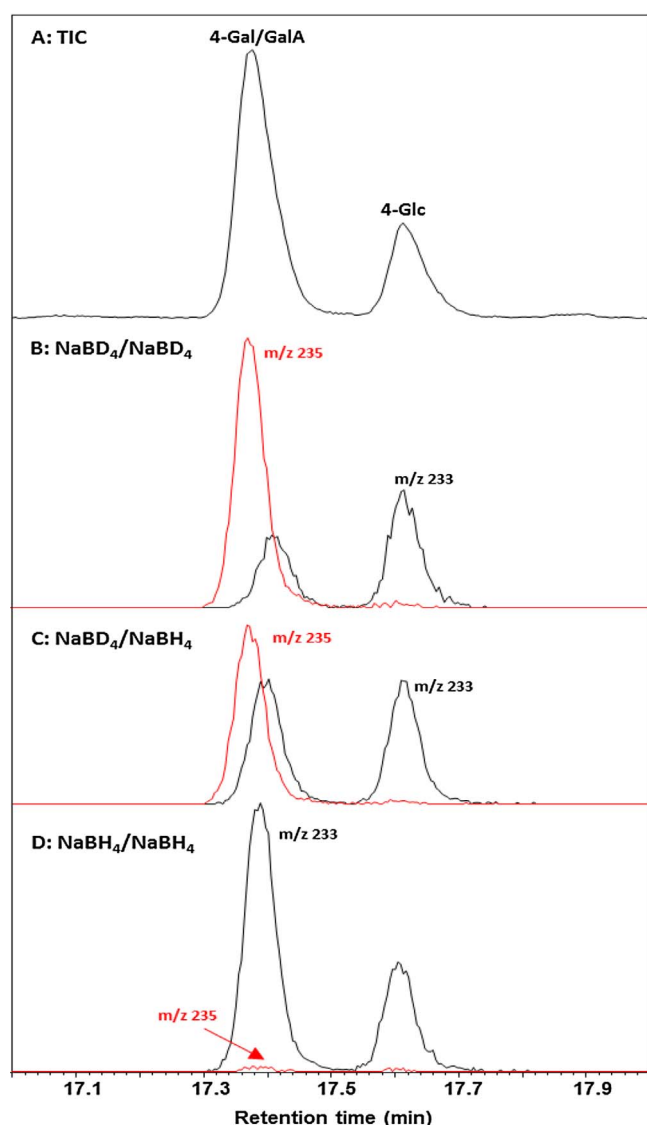 A: TIC
4-Gal/GalA
4-Glc
B: NaBD₄/NaBD₄
m/z 235
m/z 233
C: NaBD₄/NaBH₄
m/z 235
m/z 233
D: NaBH₄/NaBH₄
m/z 233
m/z 235
17.1 17.3 17.5 17.7 17.9
Retention time (min)